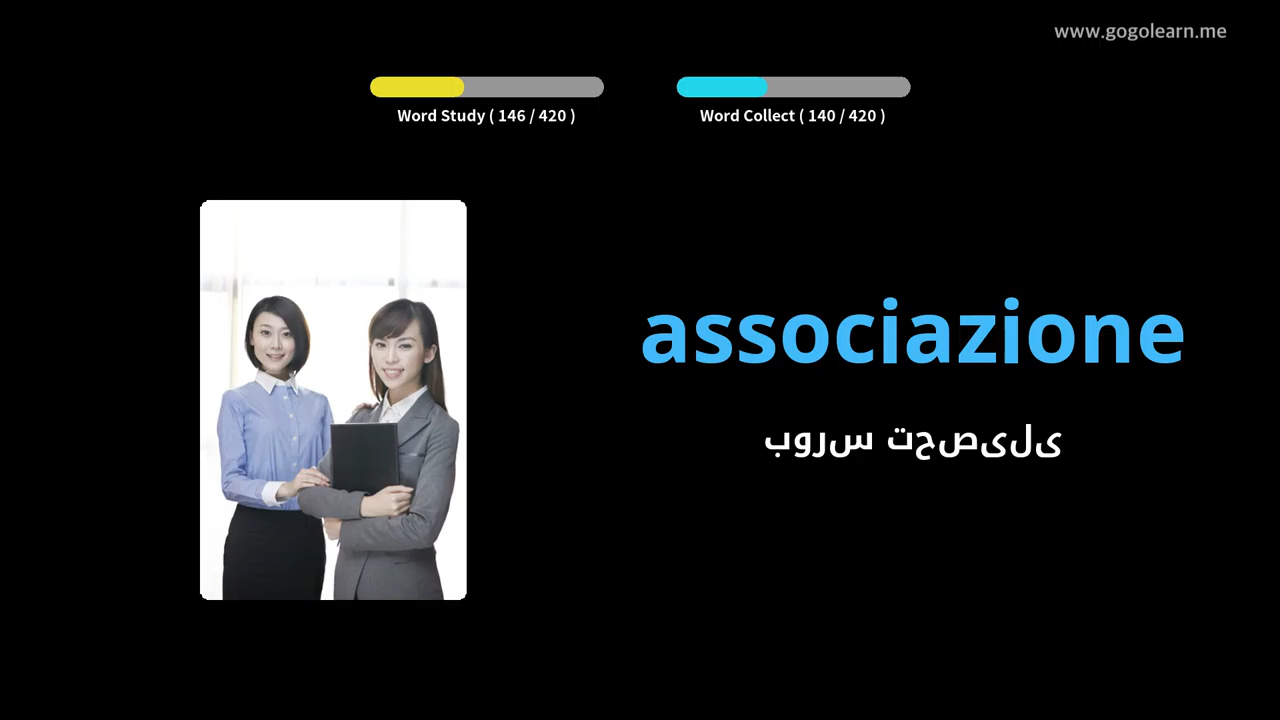 www.gogolearn.me
Word Study ( 146 / 420 )
Word Collect ( 140 / 420 )
associazione
بورس تحصیلی